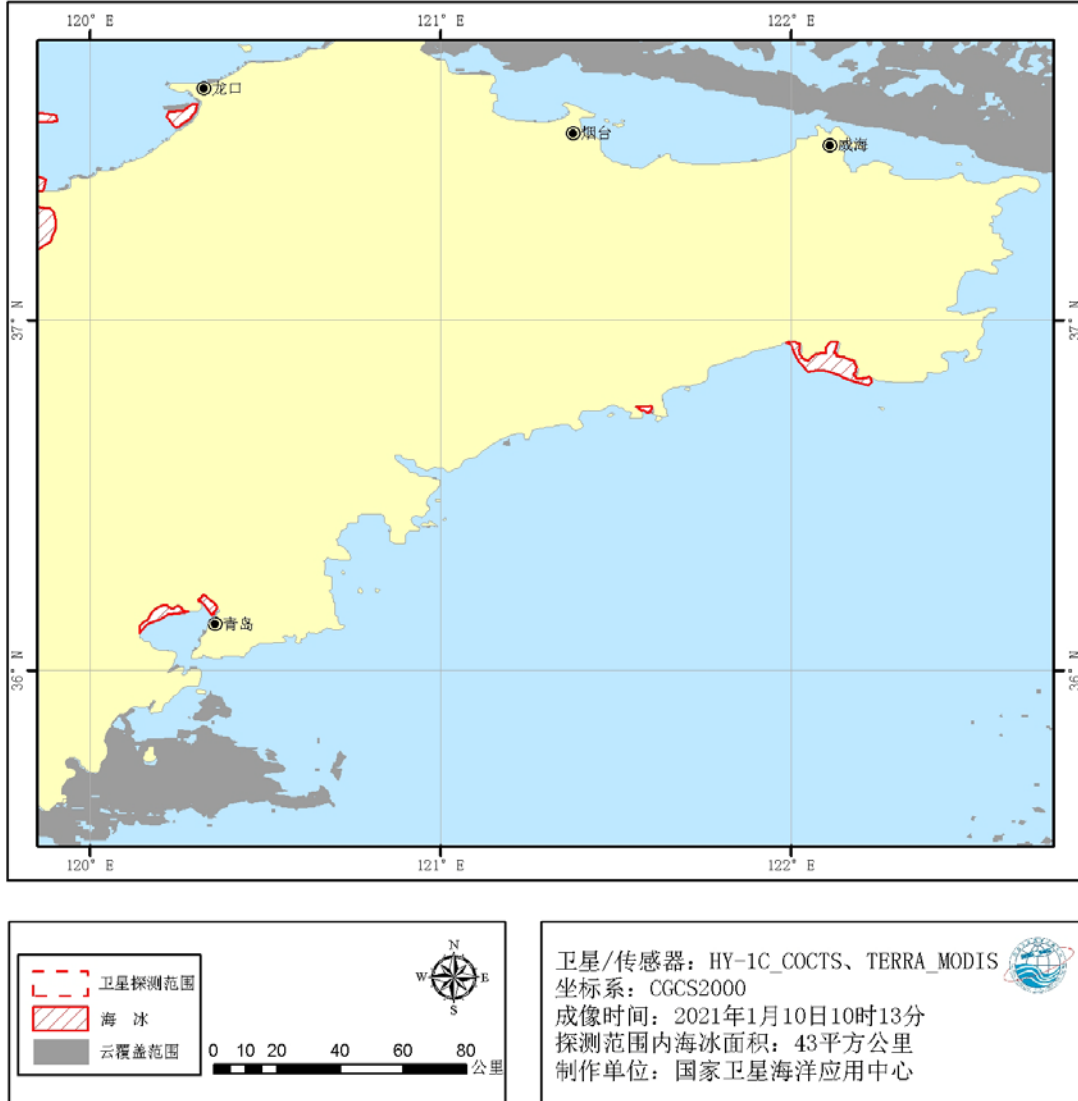 120° E 121° E 122° E
龙口
烟台
威海
37° N 37° N
青岛
36° N 36° N
120° E 121° E 122° E
卫星探测范围
海 冰
云覆盖范围
N
W E
S
0 10 20 40 60 80 公里
卫星/传感器：HY-1C_COCTS、TERRA_MODIS
坐标系：CGCS2000
成像时间：2021年1月10日10时13分
探测范围内海冰面积：43平方公里
制作单位：国家卫星海洋应用中心